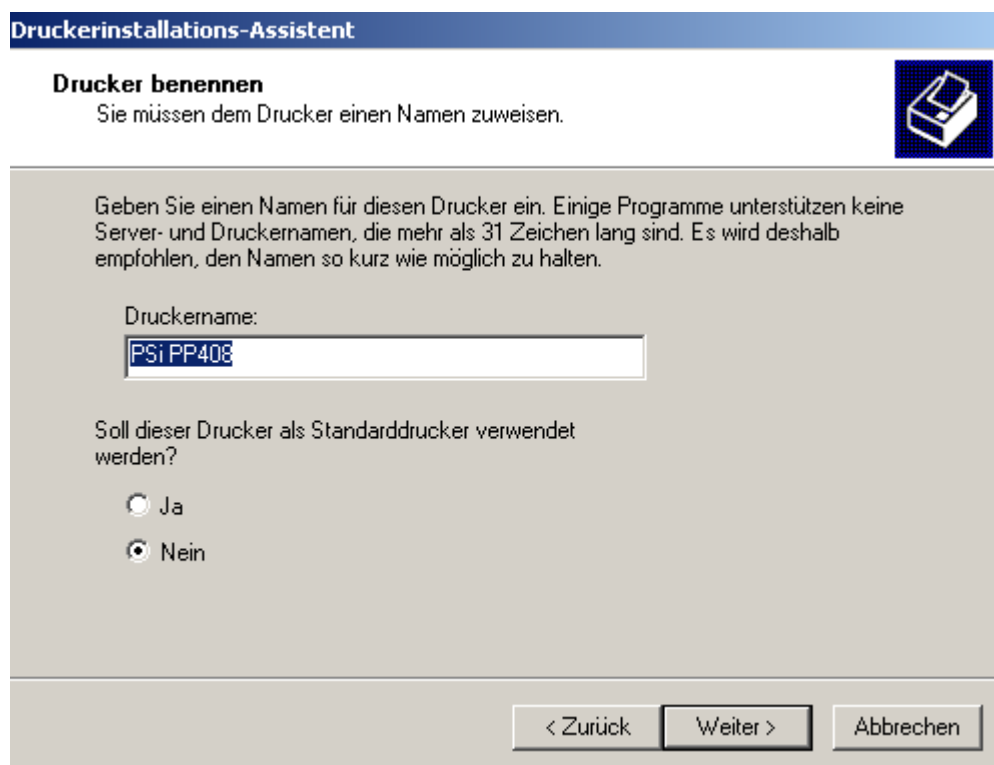 Druckerinstallations-Assistent
Drucker benennen
Sie müssen dem Drucker einen Namen zuweisen.
Geben Sie einen Namen für diesen Drucker ein. Einige Programme unterstützen keine
Server- und Druckernamen, die mehr als 31 Zeichen lang sind. Es wird deshalb
empfohlen, den Namen so kurz wie möglich zu halten.
Druckername:
PSi PP408
Soll dieser Drucker als Standarddrucker verwendet
werden?
Ja
Nein
< Zurück Weiter > Abbrechen